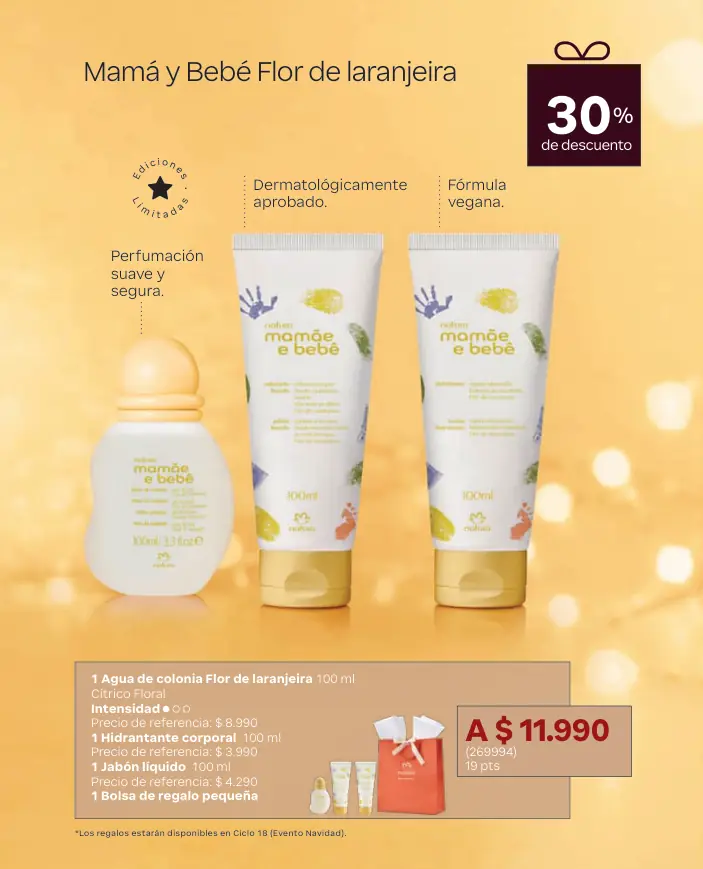 Mamá y Bebé Flor de laranjeira
30%
de descuento
Ediciones
Limitadas
Dermatológicamente
aprobado.
Fórmula
vegana.
Perfumación
suave y
segura.
natura
mamãe
e bebê
100ml
natura
natura
mamãe
e bebê
100ml
natura
natura
mamãe
e bebê
100ml/3.3 fl.oz
natura
1 Agua de colonia Flor de laranjeira 100 ml
Cítrico Floral
Intensidad
Precio de referencia: $ 8.990
1 Hidratante corporal 100 ml
Precio de referencia: $ 3.990
1 Jabón líquido 100 ml
Precio de referencia: $ 4.290
1 Bolsa de regalo pequeña
A $ 11.990
(269994)
19 pts
*Los regalos estarán disponibles en Ciclo 18 (Evento Navidad).